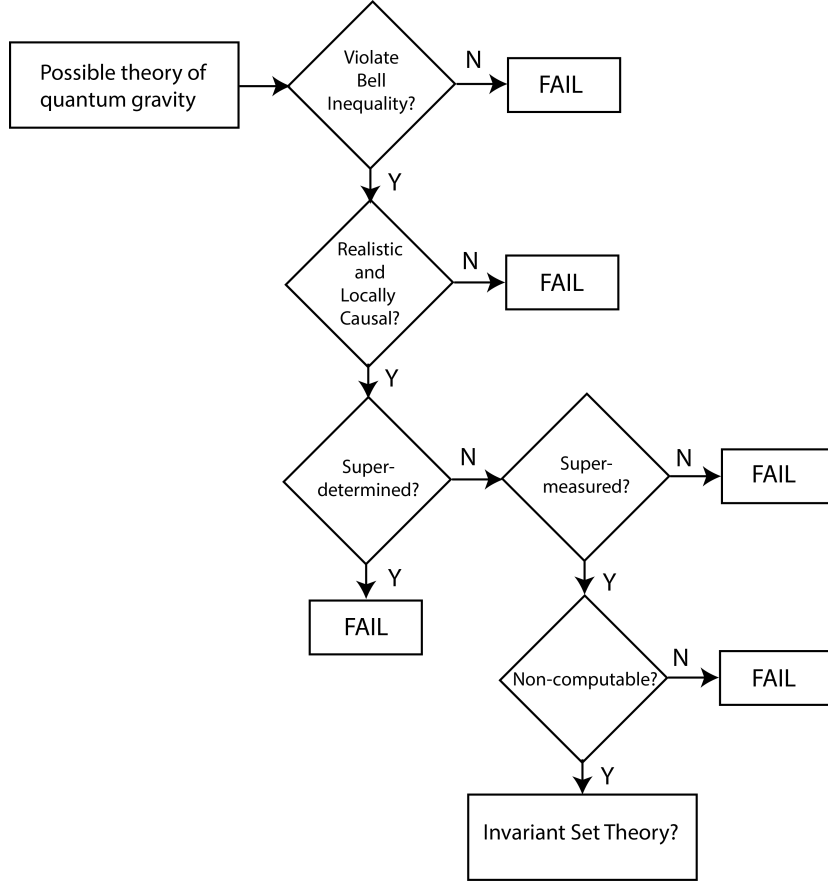 Possible theory of
quantum gravity
Violate
Bell
Inequality?
N
FAIL
Y
Realistic
and
Locally
Causal?
N
FAIL
Y
Super-
determined?
N
Super-
measured?
N
FAIL
Y
FAIL
Y
Non-computable?
N
FAIL
Y
Invariant Set Theory?